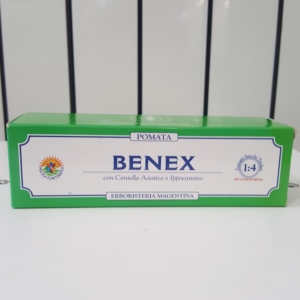 POMATA
BENEX
con Centella Asiatica e Ippocastano
1:4
ERBORISTERIA MAGENTINA